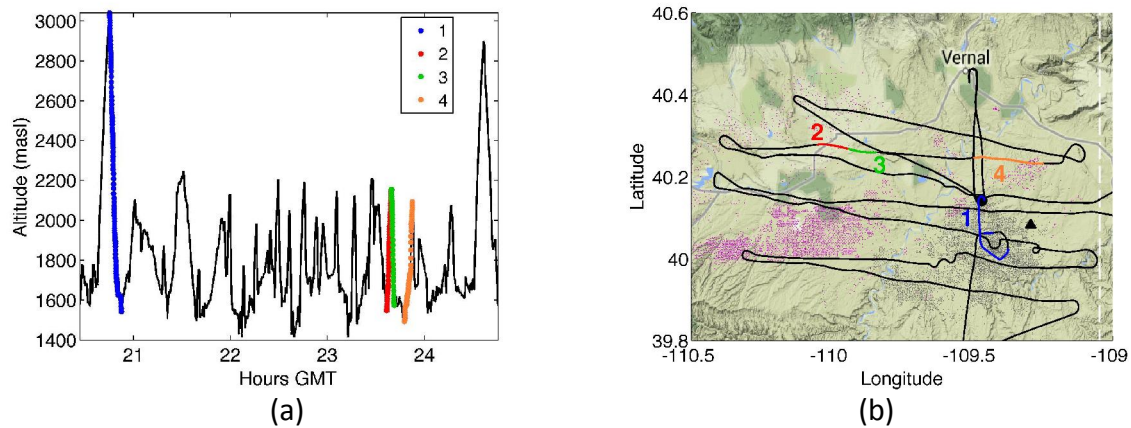 3000
2800
2600
2400
2200
2000
1800
1600
1400
Altitude (masl)
21 22 23 24
Hours GMT
1
2
3
4
(a)
40.6
40.4
40.2
40
39.8
Latitude
Vernal
2
3
4
1
-110.5 -110 -109.5 -109
Longitude
(b)